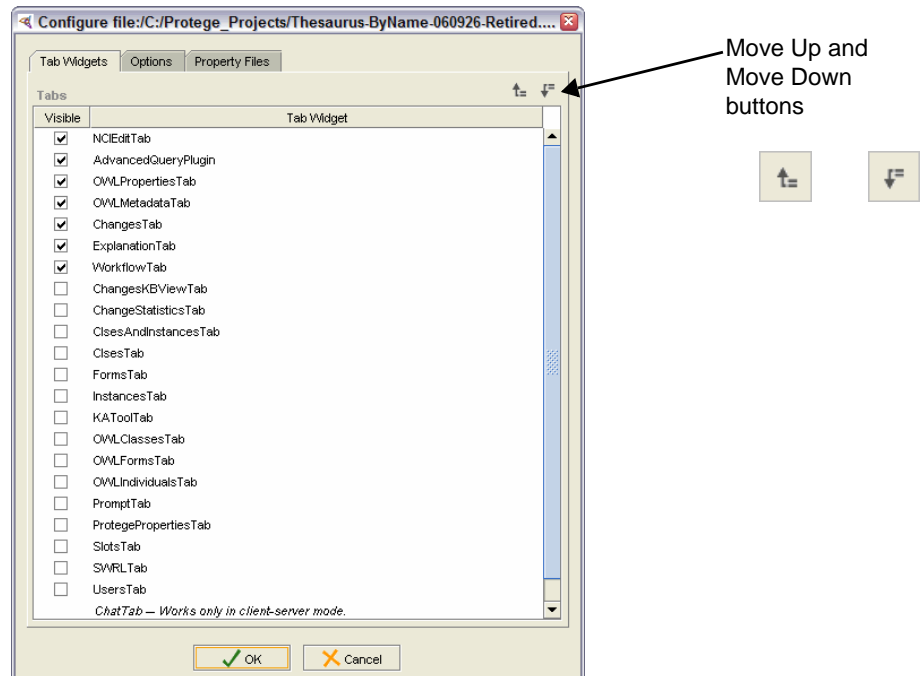 Configure file:/C:/Protege_Projects/Thesaurus-ByName-060926-Retired....
Tab Widgets Options Property Files
Tabs
Visible Tab Widget
NCIEditTab
AdvancedQueryPlugin
OWLPropertiesTab
OWLMetadataTab
ChangesTab
ExplanationTab
WorkflowTab
ChangesKBViewTab
ChangeStatisticsTab
ClsesAndInstancesTab
ClsesTab
FormsTab
InstancesTab
KAToolTab
OWLClassesTab
OWLFormsTab
OWLIndividualsTab
PromptTab
ProtegePropertiesTab
SlotsTab
SWRLTab
UsersTab
ChatTab -- Works only in client-server mode.
OK Cancel
Move Up and
Move Down
buttons